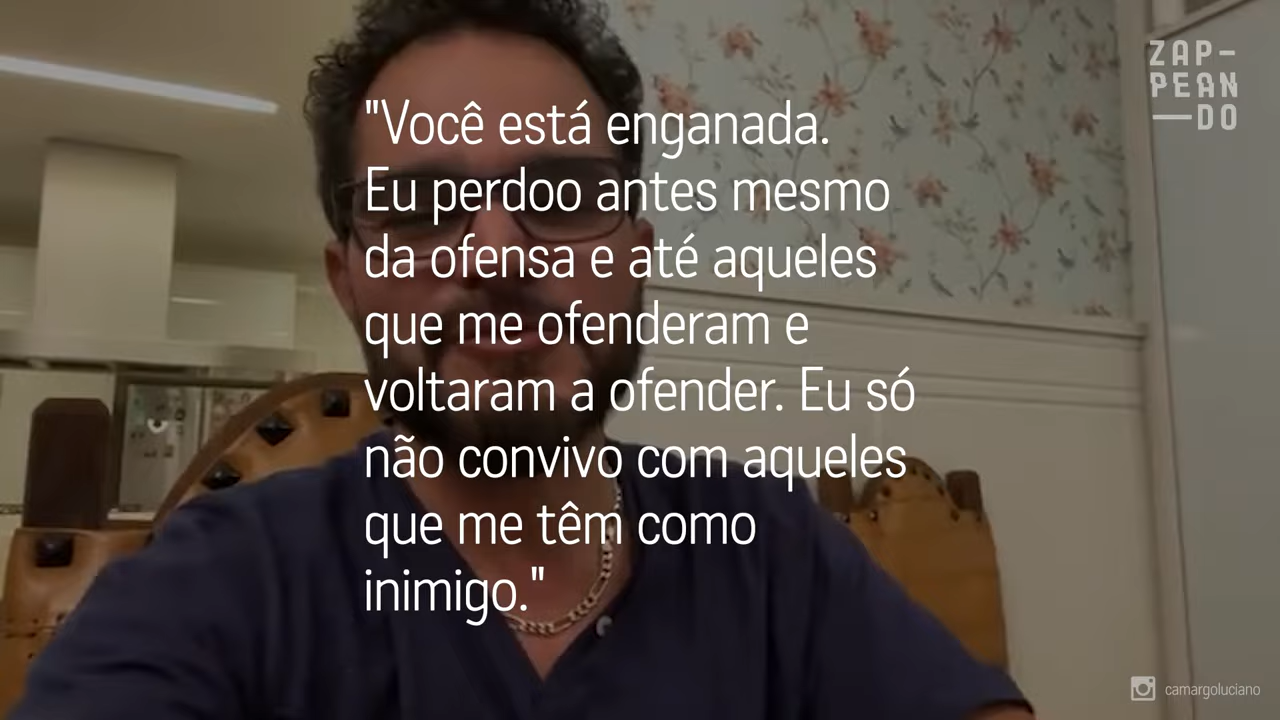 ZAP-
PEAN
—DO
"Você está enganada.
Eu perdoo antes mesmo
da ofensa e até aqueles
que me ofenderam e
voltaram a ofender. Eu só
não convivo com aqueles
que me têm como
inimigo."
camargoluciano